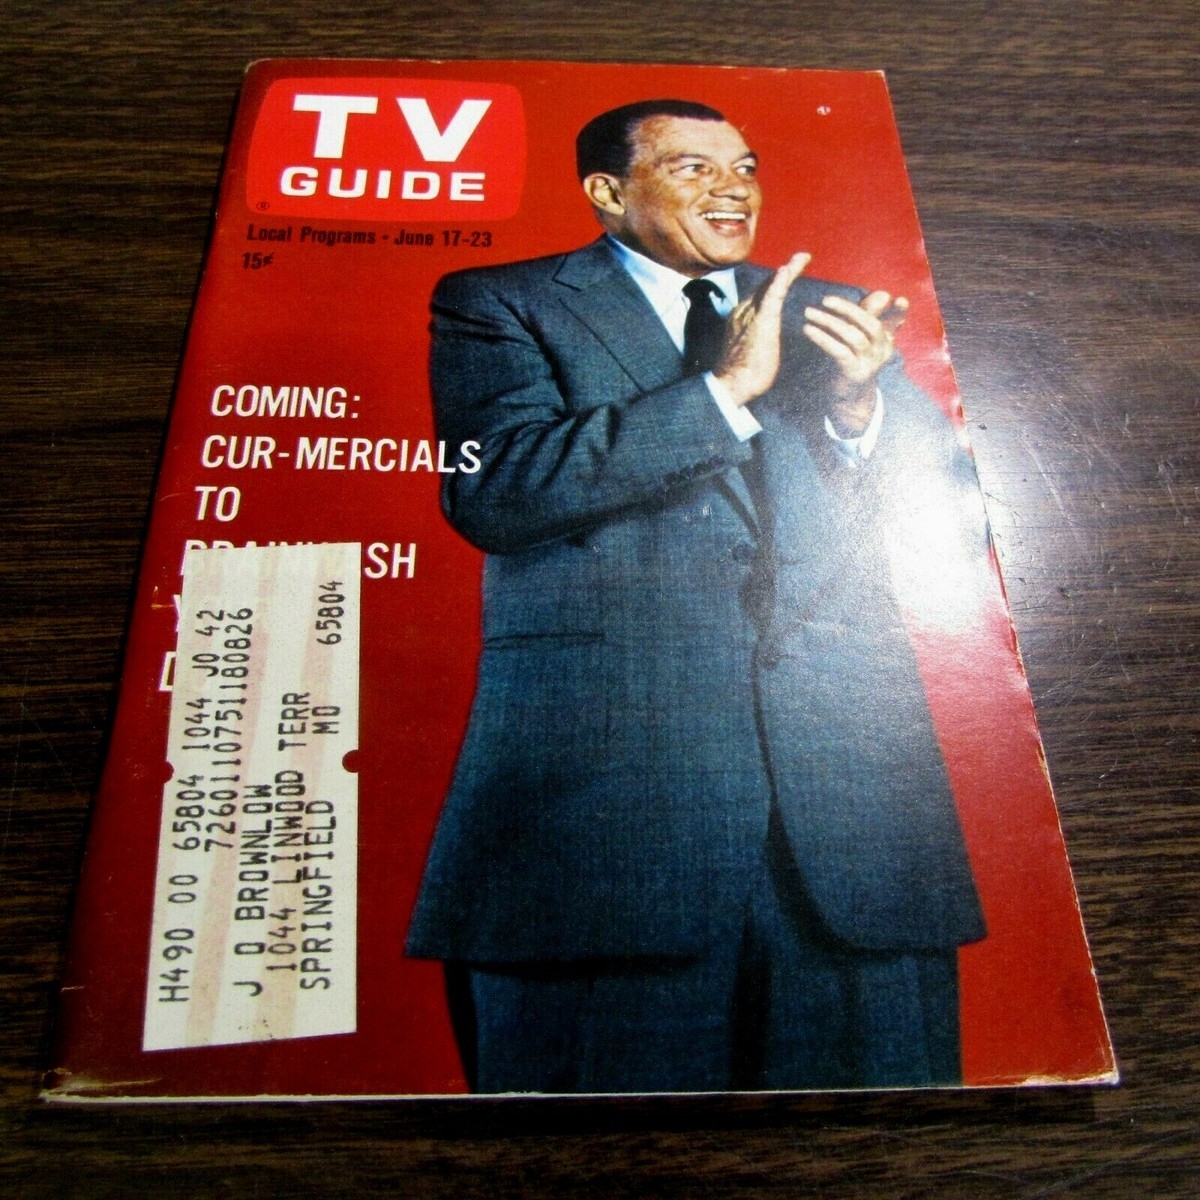 TV
GUIDE
®
Local Programs • June 17-23
15¢
COMING:
CUR-MERCIALS
TO
H490 00 65804 1044 JO 42
726011075118O826
J O BROWNLOW
1044 LINWOOD TERR
SPRINGFIELD MO 65804